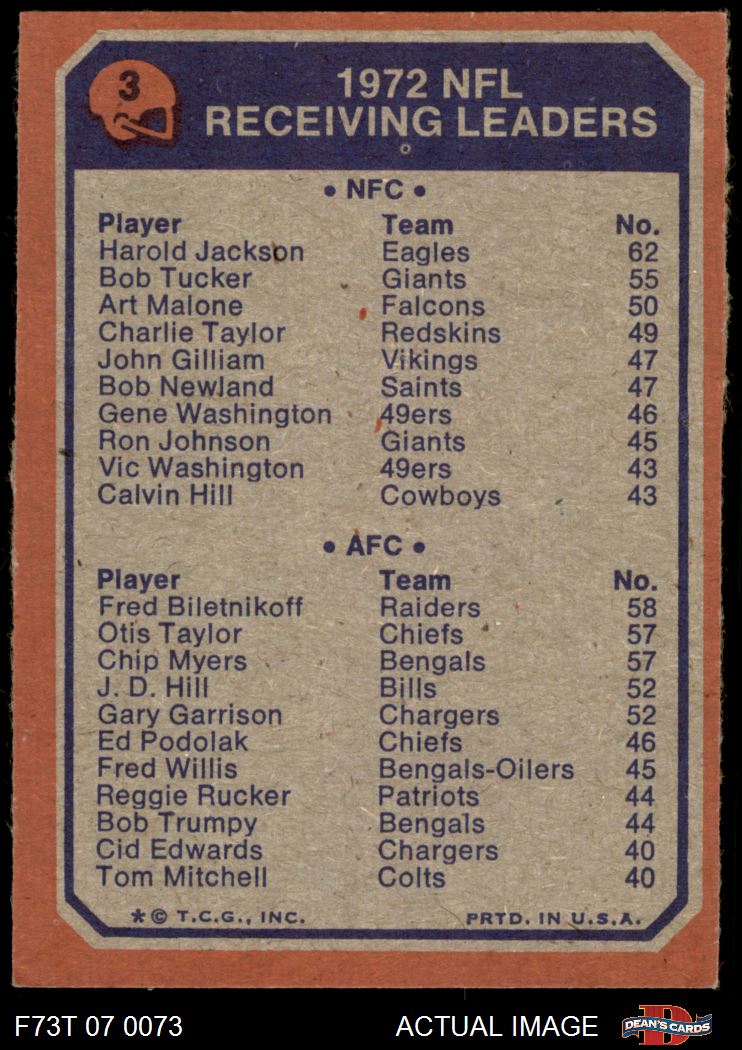 3
1972 NFL
RECEIVING LEADERS
• NFC •
Player Team No.
Harold Jackson Eagles 62
Bob Tucker Giants 55
Art Malone Falcons 50
Charlie Taylor Redskins 49
John Gilliam Vikings 47
Bob Newland Saints 47
Gene Washington 49ers 46
Ron Johnson Giants 45
Vic Washington 49ers 43
Calvin Hill Cowboys 43
• AFC •
Player Team No.
Fred Biletnikoff Raiders 58
Otis Taylor Chiefs 57
Chip Myers Bengals 57
J. D. Hill Bills 52
Gary Garrison Chargers 52
Ed Podolak Chiefs 46
Fred Willis Bengals-Oilers 45
Reggie Rucker Patriots 44
Bob Trumpy Bengals 44
Cid Edwards Chargers 40
Tom Mitchell Colts 40
*© T.C.G., INC. PRTD. IN U.S.A.
F73T 07 0073 ACTUAL IMAGE D DEAN'S CARDS